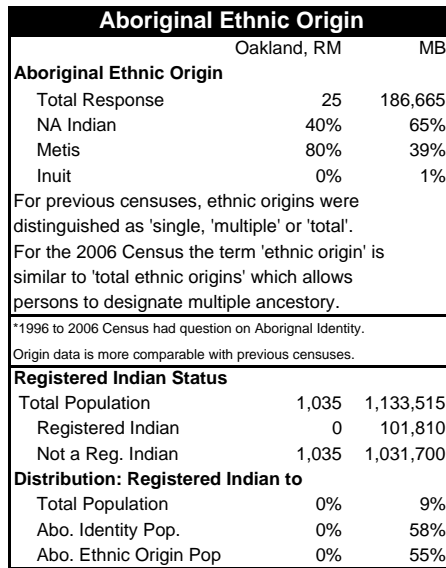 Aboriginal Ethnic Origin
Oakland, RM MB
Aboriginal Ethnic Origin
Total Response 25 186,665
NA Indian 40% 65%
Metis 80% 39%
Inuit 0% 1%
For previous censuses, ethnic origins were
distinguished as 'single, 'multiple' or 'total'.
For the 2006 Census the term 'ethnic origin' is
similar to 'total ethnic origins' which allows
persons to designate multiple ancestory.
*1996 to 2006 Census had question on Aborignal Identity.
Origin data is more comparable with previous censuses.
Registered Indian Status
Total Population 1,035 1,133,515
Registered Indian 0 101,810
Not a Reg. Indian 1,035 1,031,700
Distribution: Registered Indian to
Total Population 0% 9%
Abo. Identity Pop. 0% 58%
Abo. Ethnic Origin Pop 0% 55%